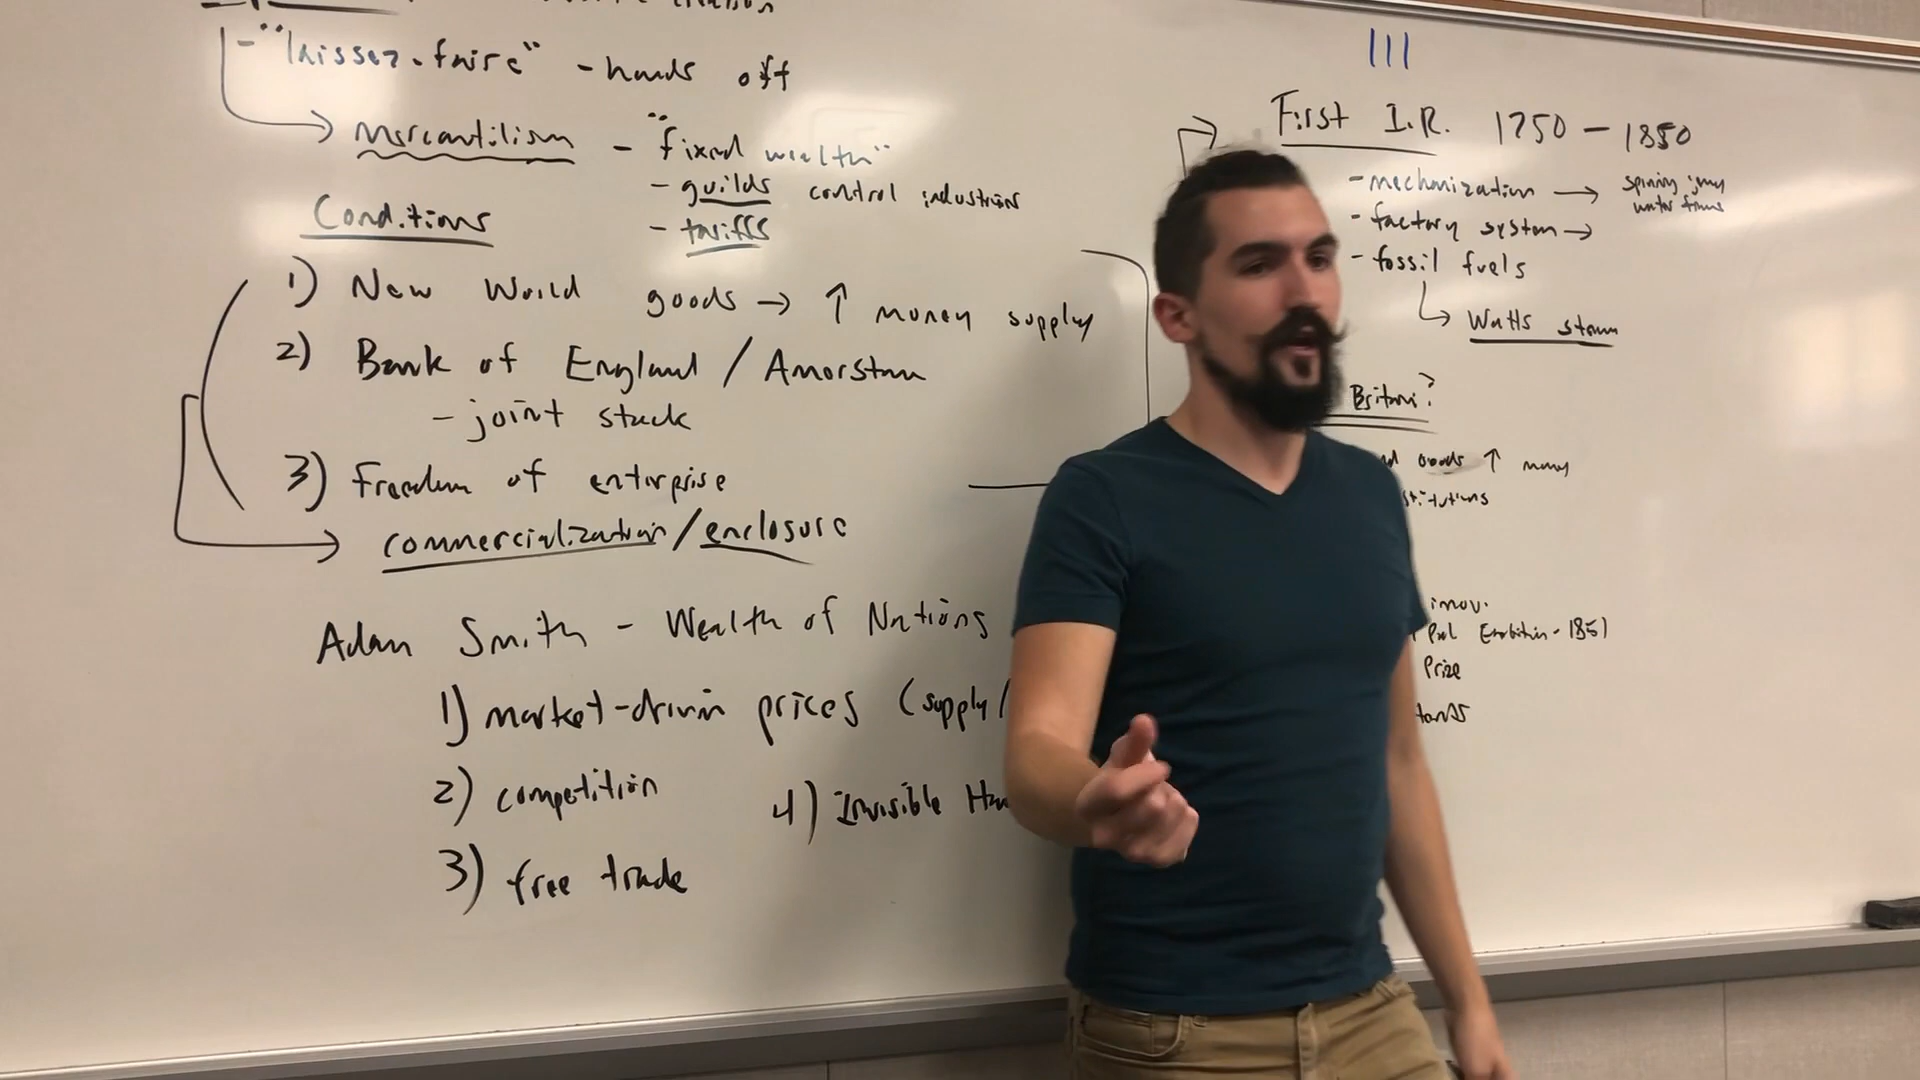 - "laissez-faire" - hands off
→ Mercantilism - "fixed wealth"
- guilds control industries
- tariffs
Conditions
1) New World goods → ↑ money supply
2) Bank of England / Amerstam
- joint stock
3) Freedom of enterprise
→ commercialization / enclosure
Adam Smith - Wealth of Nations
1) market-driven prices (supply/
2) competition
3) free trade
4) Invisible
III
First I.R. 1750 - 1850
- mechanization → spinning jenny
water frame
- factory system →
- fossil fuels
↳ Watts steam
Britain?
goods ↑ money
1851
Prize